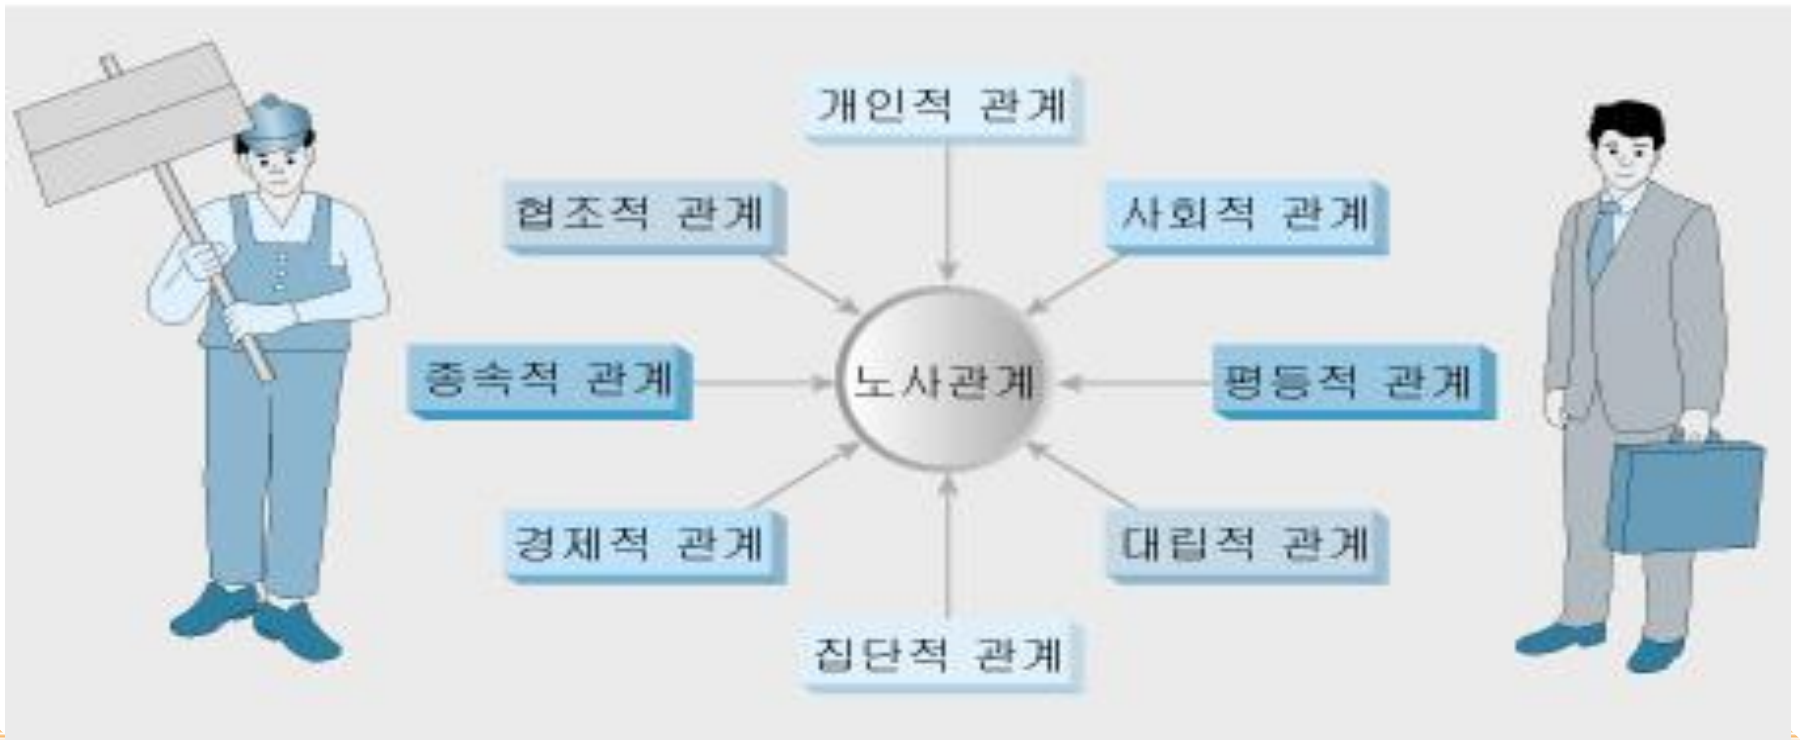 개인적 관계
협조적 관계
사회적 관계
종속적 관계
노사관계
평등적 관계
경제적 관계
대립적 관계
집단적 관계